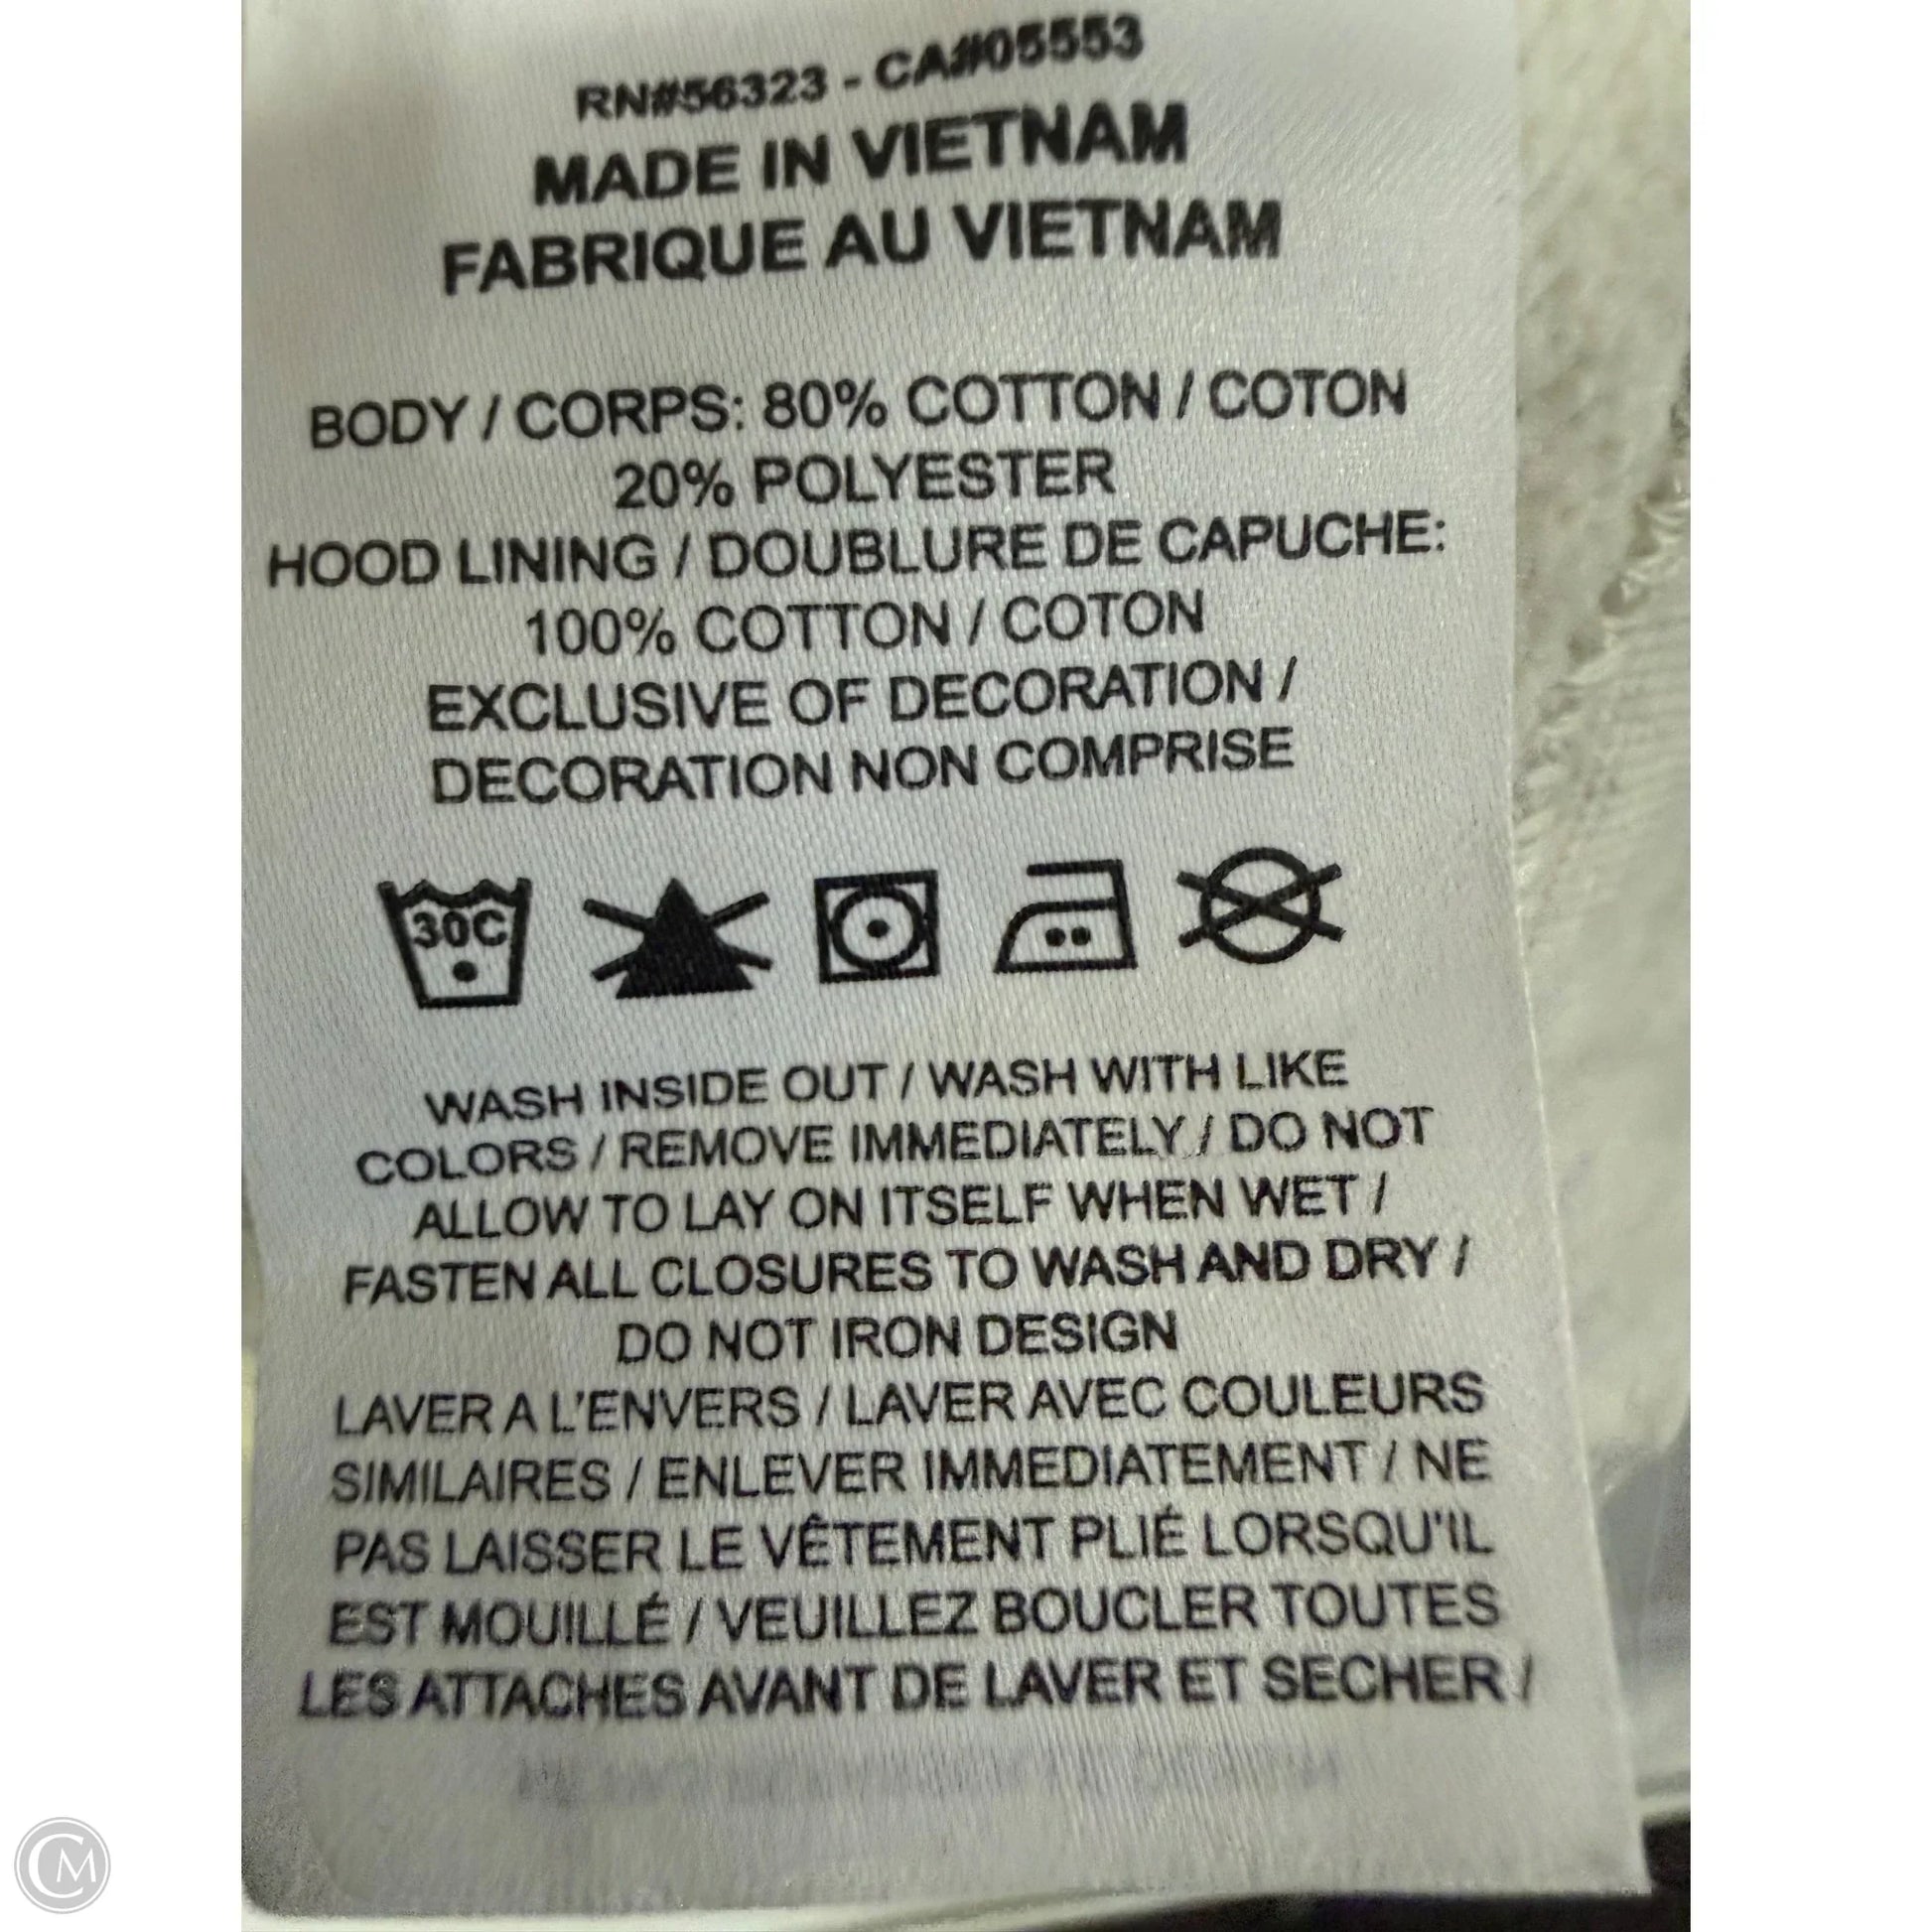 RN#56323 - CA#05553
MADE IN VIETNAM
FABRIQUE AU VIETNAM
BODY / CORPS: 80% COTTON / COTON
20% POLYESTER
HOOD LINING / DOUBLURE DE CAPUCHE:
100% COTTON / COTON
EXCLUSIVE OF DECORATION /
DECORATION NON COMPRISE
30C
WASH INSIDE OUT / WASH WITH LIKE
COLORS / REMOVE IMMEDIATELY / DO NOT
ALLOW TO LAY ON ITSELF WHEN WET /
FASTEN ALL CLOSURES TO WASH AND DRY /
DO NOT IRON DESIGN
LAVER A L'ENVERS / LAVER AVEC COULEURS
SIMILAIRES / ENLEVER IMMEDIATEMENT / NE
PAS LAISSER LE VÊTEMENT PLIÉ LORSQU'IL
EST MOUILLÉ / VEUILLEZ BOUCLER TOUTES
LES ATTACHES AVANT DE LAVER ET SECHER /
CM